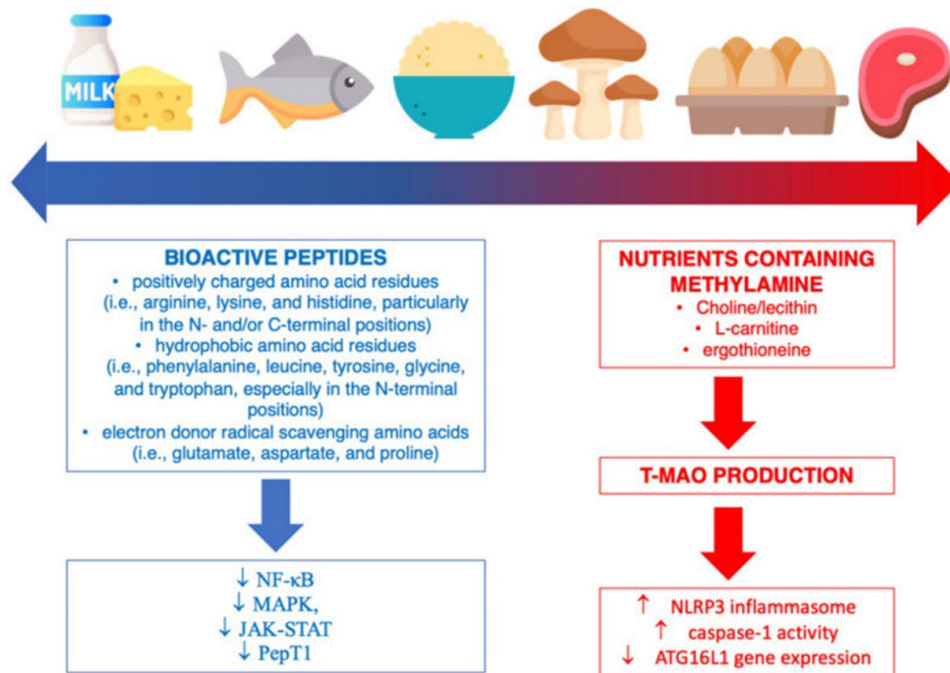 MILK
BIOACTIVE PEPTIDES
• positively charged amino acid residues
(i.e., arginine, lysine, and histidine, particularly
in the N- and/or C-terminal positions)
• hydrophobic amino acid residues
(i.e., phenylalanine, leucine, tyrosine, glycine,
and tryptophan, especially in the N-terminal
positions)
• electron donor radical scavenging amino acids
(i.e., glutamate, aspartate, and proline)
↓ NF-κB
↓ MAPK,
↓ JAK-STAT
↓ PepT1
NUTRIENTS CONTAINING
METHYLAMINE
• Choline/lecithin
• L-carnitine
• ergothioneine
T-MAO PRODUCTION
↑ NLRP3 inflammasome
↑ caspase-1 activity
↓ ATG16L1 gene expression